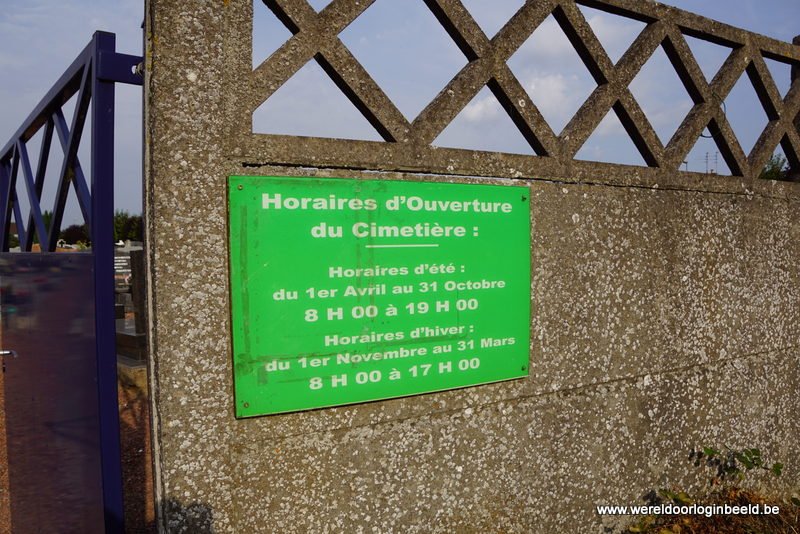 Horaires d'Ouverture
du Cimetière :
Horaires d'été :
du 1er Avril au 31 Octobre
8 H 00 à 19 H 00
Horaires d'hiver :
du 1er Novembre au 31 Mars
8 H 00 à 17 H 00
www.wereldoorloginbeeld.be